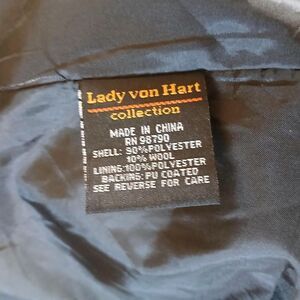 Lady von Hart
collection
MADE IN CHINA
RN 98790
SHELL: 90%POLYESTER
10% WOOL
LINING:100%POLYESTER
BACKING: PU COATED
SEE REVERSE FOR CARE